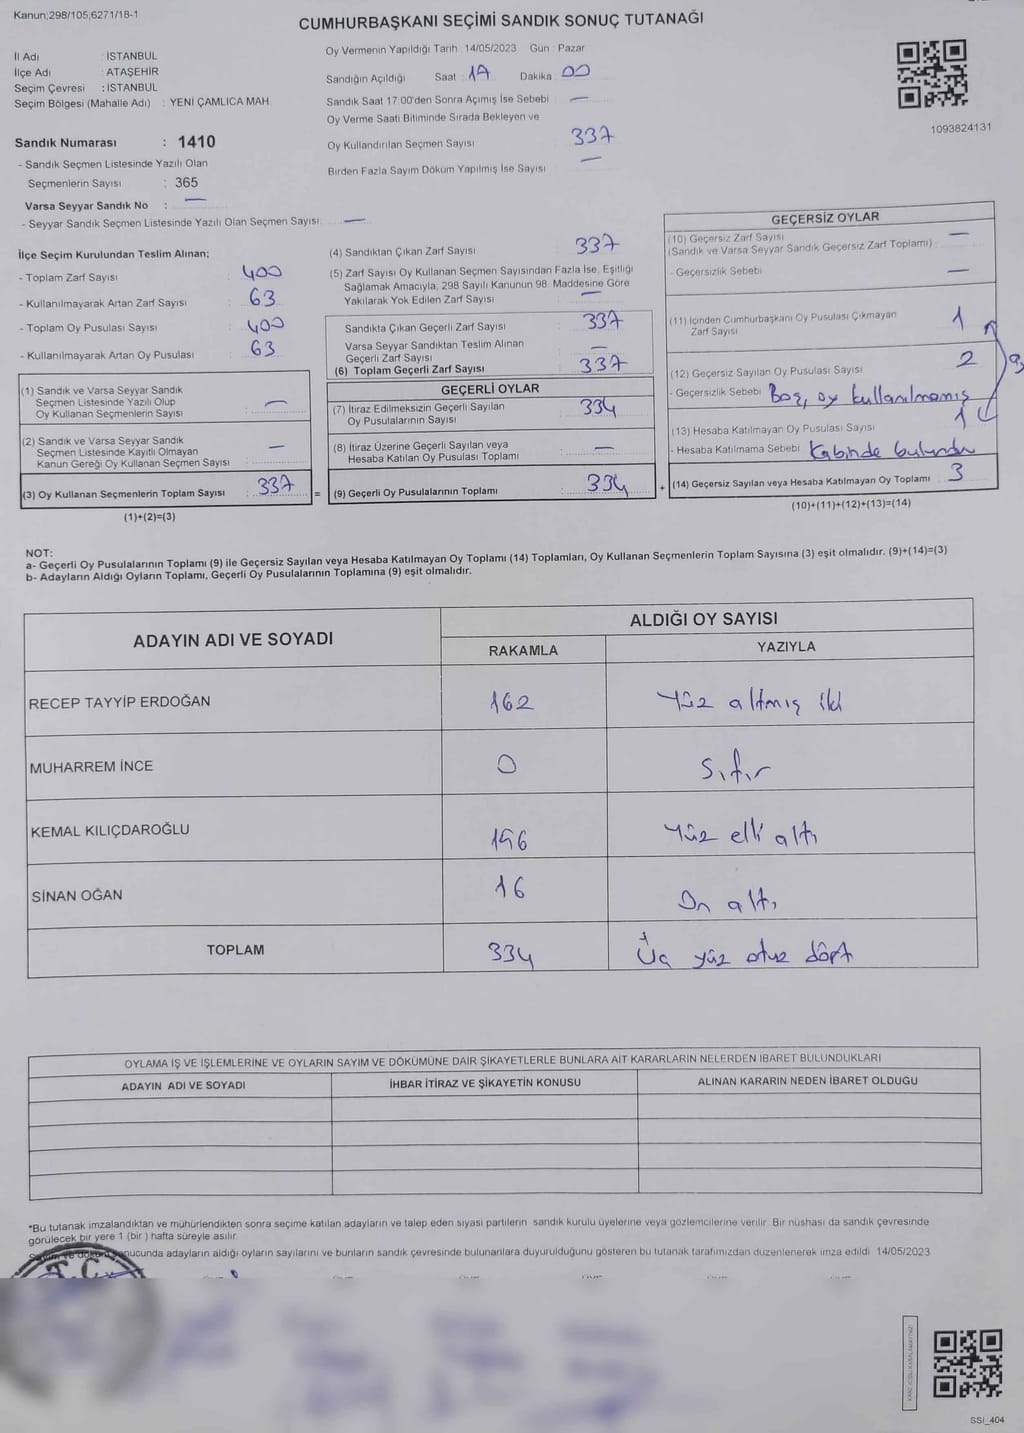 Kanun;298/105,6271/18-1
CUMHURBAŞKANI SEÇİMİ SANDIK SONUÇ TUTANAĞI
İl Adı : İSTANBUL
İlçe Adı : ATAŞEHİR
Seçim Çevresi : İSTANBUL
Seçim Bölgesi (Mahalle Adı) : YENİ ÇAMLICA MAH.
Sandık Numarası : 1410
- Sandık Seçmen Listesinde Yazılı Olan
Seçmenlerin Sayısı : 365
Varsa Seyyar Sandık No : —
- Seyyar Sandık Seçmen Listesinde Yazılı Olan Seçmen Sayısı: —
Oy Vermenin Yapıldığı Tarih 14/05/2023 Gün : Pazar
Sandığın Açıldığı Saat : 17 Dakika : 00
Sandık Saat 17:00'den Sonra Açımış İse Sebebi : —
Oy Verme Saati Bitiminde Sırada Bekleyen ve
Oy Kullandırılan Seçmen Sayısı 337
Birden Fazla Sayım Döküm Yapılmış İse Sayısı —
1093824131
İlçe Seçim Kurulundan Teslim Alınan;
- Toplam Zarf Sayısı : 400
- Kullanılmayarak Artan Zarf Sayısı : 63
- Toplam Oy Pusulası Sayısı : 400
- Kullanılmayarak Artan Oy Pusulası : 63
(1) Sandık ve Varsa Seyyar Sandık
Seçmen Listesinde Yazılı Olup
Oy Kullanan Seçmenlerin Sayısı : —
(2) Sandık ve Varsa Seyyar Sandık
Seçmen Listesinde Kayıtlı Olmayan
Kanun Gereği Oy Kullanan Seçmen Sayısı : —
(3) Oy Kullanan Seçmenlerin Toplam Sayısı : 337
(1)+(2)=(3)
(4) Sandıktan Çıkan Zarf Sayısı : 337
(5) Zarf Sayısı Oy Kullanan Seçmen Sayısından Fazla İse, Eşitliği
Sağlamak Amacıyla, 298 Sayılı Kanunun 98. Maddesine Göre
Yakılarak Yok Edilen Zarf Sayısı : —
Sandıkta Çıkan Geçerli Zarf Sayısı : 337
Varsa Seyyar Sandıktan Teslim Alınan
Geçerli Zarf Sayısı : —
(6) Toplam Geçerli Zarf Sayısı : 337
GEÇERLİ OYLAR
(7) İtiraz Edilmeksizin Geçerli Sayılan
Oy Pusulalarının Sayısı : 334
(8) İtiraz Üzerine Geçerli Sayılan veya
Hesaba Katılan Oy Pusulası Toplamı : —
= (9) Geçerli Oy Pusulalarının Toplamı : 334
GEÇERSİZ OYLAR
(10) Geçersiz Zarf Sayısı
(Sandık ve Varsa Seyyar Sandık Geçersiz Zarf Toplamı) : —
- Geçersizlik Sebebi —
(11) İçinden Cumhurbaşkanı Oy Pusulası Çıkmayan
Zarf Sayısı 1
(12) Geçersiz Sayılan Oy Pusulası Sayısı 2
- Geçersizlik Sebebi Boş, oy kullanılmamış
(13) Hesaba Katılmayan Oy Pusulası Sayısı 1
- Hesaba Katılmama Sebebi Kabinde bulundu
+ (14) Geçersiz Sayılan veya Hesaba Katılmayan Oy Toplamı 3
(10)+(11)+(12)+(13)=(14)
NOT:
a- Geçerli Oy Pusulalarının Toplamı (9) ile Geçersiz Sayılan veya Hesaba Katılmayan Oy Toplamı (14) Toplamları, Oy Kullanan Seçmenlerin Toplam Sayısına (3) eşit olmalıdır. (9)+(14)=(3)
b- Adayların Aldığı Oyların Toplamı, Geçerli Oy Pusulalarının Toplamına (9) eşit olmalıdır.
ADAYIN ADI VE SOYADI ALDIĞI OY SAYISI
RAKAMLA YAZIYLA
RECEP TAYYİP ERDOĞAN 162 Yüz altmış iki
MUHARREM İNCE 0 Sıfır
KEMAL KILIÇDAROĞLU 156 Yüz elli altı
SİNAN OĞAN 16 On altı
TOPLAM 334 Üç yüz otuz dört
OYLAMA İŞ VE İŞLEMLERİNE VE OYLARIN SAYIM VE DÖKÜMÜNE DAİR ŞİKAYETLERLE BUNLARA AİT KARARLARIN NELERDEN İBARET BULUNDUKLARI
ADAYIN ADI VE SOYADI İHBAR İTİRAZ VE ŞİKAYETİN KONUSU ALINAN KARARIN NEDEN İBARET OLDUĞU
*Bu tutanak imzalandıktan ve mühürlendikten sonra seçime katılan adayların ve talep eden siyasi partilerin sandık kurulu üyelerine veya gözlemcilerine verilir. Bir nüshası da sandık çevresinde
görülecek bir yere 1 (bir ) hafta süreyle asılır.
Sayım ve döküm sonucunda adayların aldığı oyların sayılarını ve bunların sandık çevresinde bulunanlara duyurulduğunu gösteren bu tutanak tarafımızdan düzenlenerek imza edildi 14/05/2023
T.C.
SSI_404